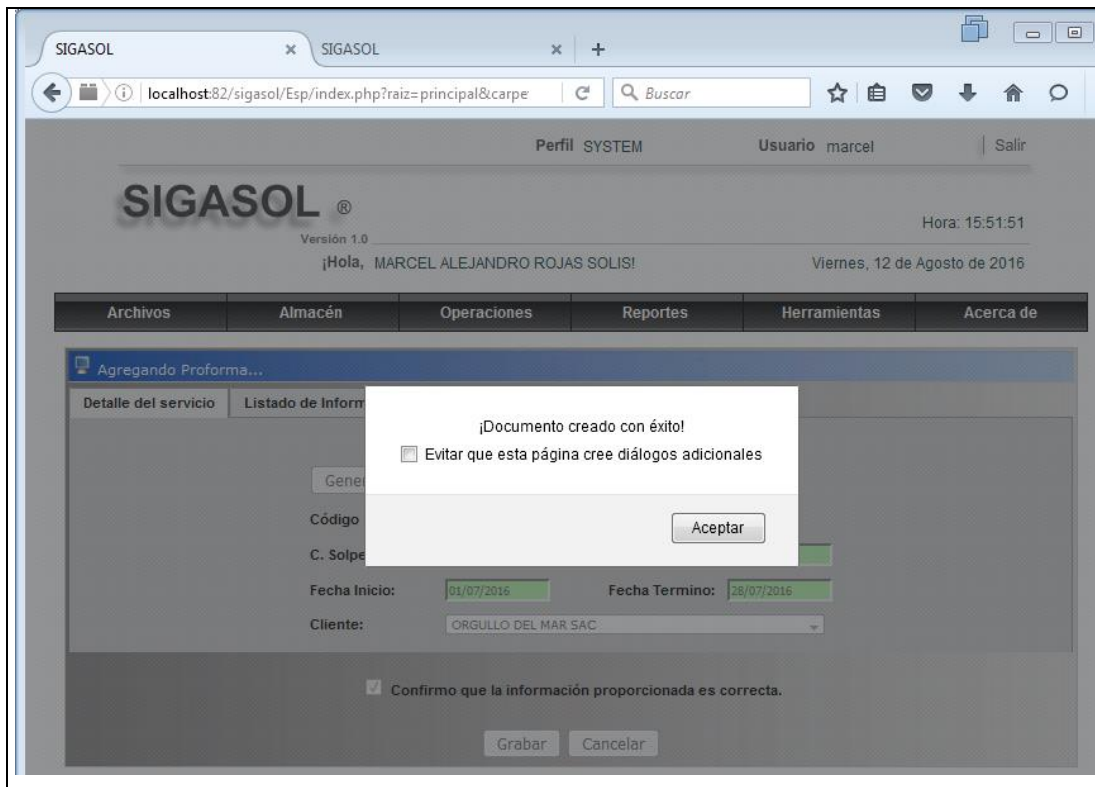 SIGASOL SIGASOL
localhost:82/sigasol/Esp/index.php?raiz=principal&carpe Buscar
Perfil SYSTEM Usuario marcel | Salir
SIGASOL ®
Hora: 15:51:51
Versión 1.0
¡Hola, MARCEL ALEJANDRO ROJAS SOLIS! Viernes, 12 de Agosto de 2016
Archivos Almacén Operaciones Reportes Herramientas Acerca de
Agregando Proforma...
Detalle del servicio Listado de Inform
¡Documento creado con éxito!
Evitar que esta página cree diálogos adicionales
Gene
Código
Aceptar
C. Solpe
Fecha Inicio: 01/07/2016 Fecha Termino: 28/07/2016
Cliente: ORGULLO DEL MAR SAC
Confirmo que la información proporcionada es correcta.
Grabar Cancelar